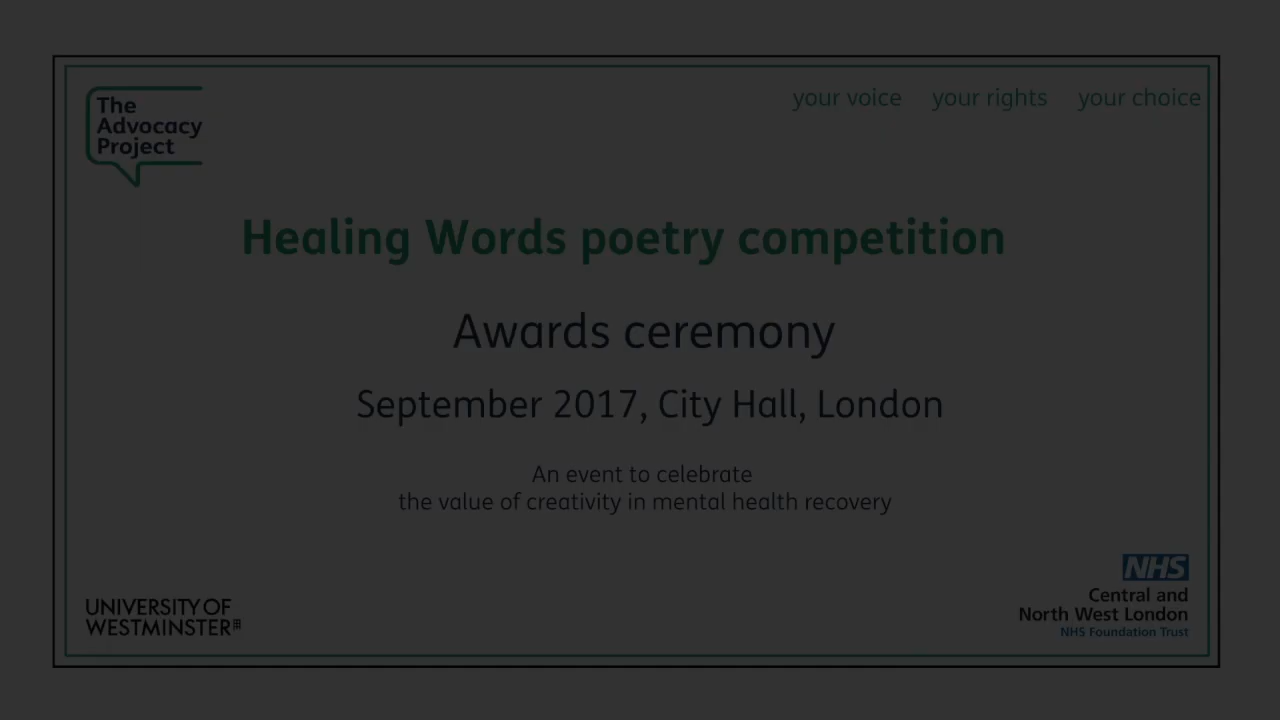 The
Advocacy
Project
your voice your rights your choice
Healing Words poetry competition
Awards ceremony
September 2017, City Hall, London
An event to celebrate
the value of creativity in mental health recovery
UNIVERSITY OF
WESTMINSTER
NHS
Central and
North West London
NHS Foundation Trust